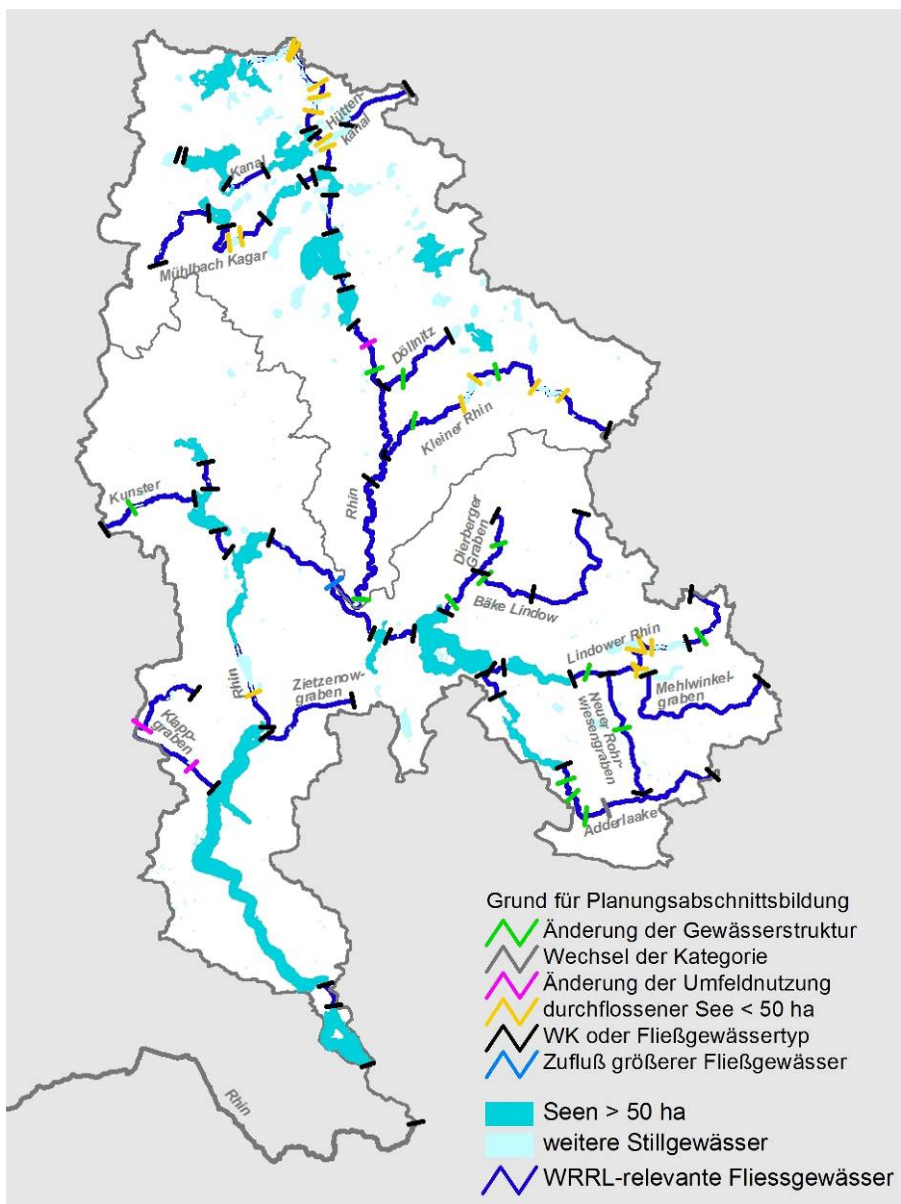 Hütten-
kanal
Kanal
Mühlbach Kagar
Döllnitz
Kleiner Rhin
Kunster
Rhin
Dierberger
Graben
Bäke Lindow
Lindower Rhin
Mehlwinkel-
graben
Rhin
Zietzenow-
graben
Klapp-
graben
Neuer Rohr-
wiesengraben
Adderlaake
Grund für Planungsabschnittsbildung
Änderung der Gewässerstruktur
Wechsel der Kategorie
Änderung der Umfeldnutzung
durchflossener See < 50 ha
WK oder Fließgewässertyp
Zufluß größerer Fließgewässer
Rhin
Seen > 50 ha
weitere Stillgewässer
WRRL-relevante Fliessgewässer